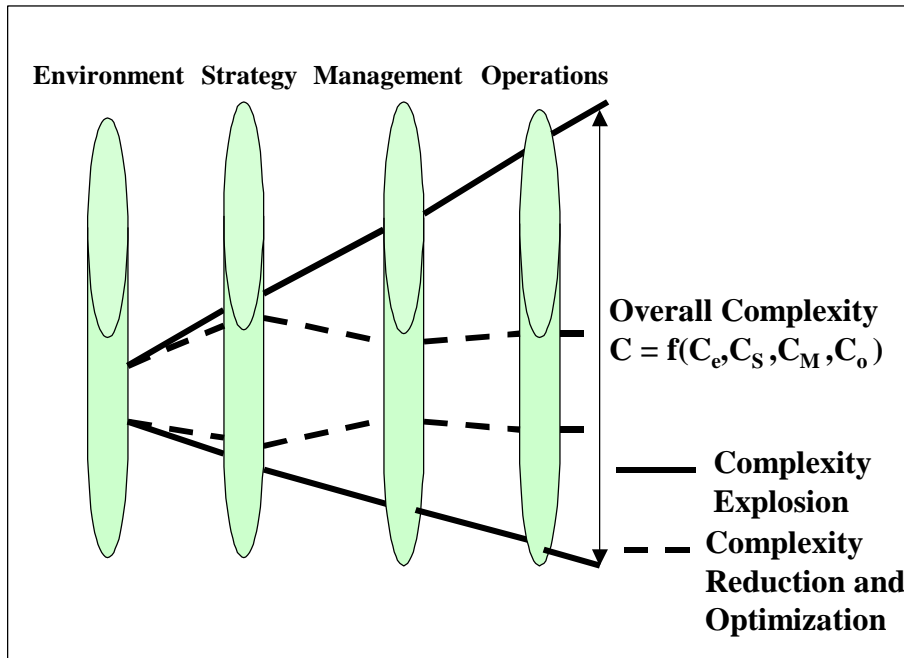 Environment Strategy Management Operations
Overall Complexity
C = f(Ce,CS,CM,Co)
Complexity
Explosion
Complexity
Reduction and
Optimization